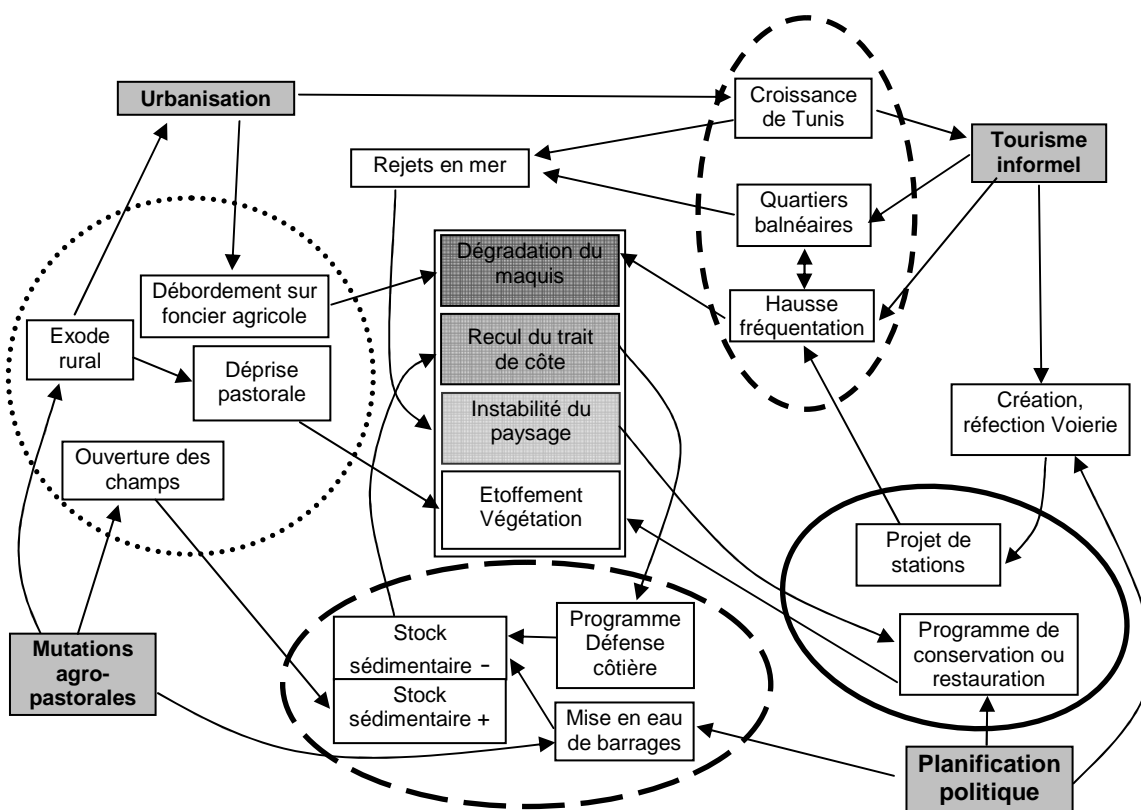 Urbanisation
Croissance
de Tunis
Tourisme
informel
Rejets en mer
Quartiers
balnéaires
Dégradation du
maquis
Débordement sur
foncier agricole
Hausse
fréquentation
Exode
rural
Recul du trait
de côte
Déprise
pastorale
Création,
réfection Voierie
Instabilité du
paysage
Ouverture des
champs
Etoffement
Végétation
Projet de
stations
Stock
sédimentaire -
Programme
Défense
côtière
Programme de
conservation ou
restauration
Mutations
agro-
pastorales
Stock
sédimentaire +
Mise en eau
de barrages
Planification
politique